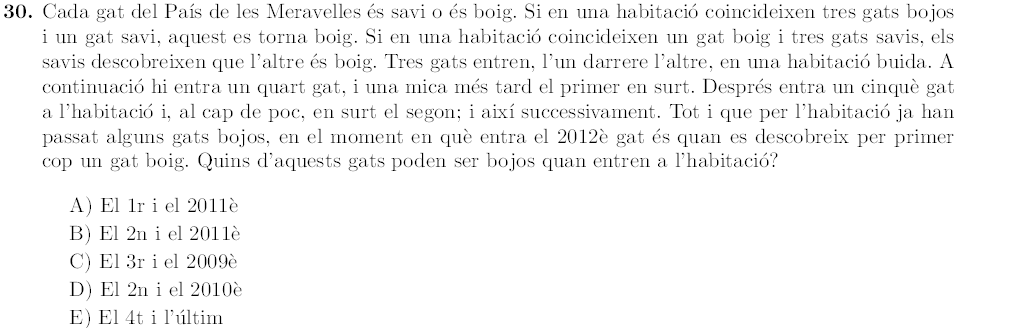 30. Cada gat del País de les Meravelles és savi o és boig. Si en una habitació coincideixen tres gats bojos
i un gat savi, aquest es torna boig. Si en una habitació coincideixen un gat boig i tres gats savis, els
savis descobreixen que l'altre és boig. Tres gats entren, l'un darrere l'altre, en una habitació buida. A
continuació hi entra un quart gat, i una mica més tard el primer en surt. Després entra un cinquè gat
a l'habitació i, al cap de poc, en surt el segon; i així successivament. Tot i que per l'habitació ja han
passat alguns gats bojos, en el moment en què entra el 2012è gat és quan es descobreix per primer
cop un gat boig. Quins d'aquests gats poden ser bojos quan entren a l'habitació?
A) El 1r i el 2011è
B) El 2n i el 2011è
C) El 3r i el 2009è
D) El 2n i el 2010è
E) El 4t i l'últim